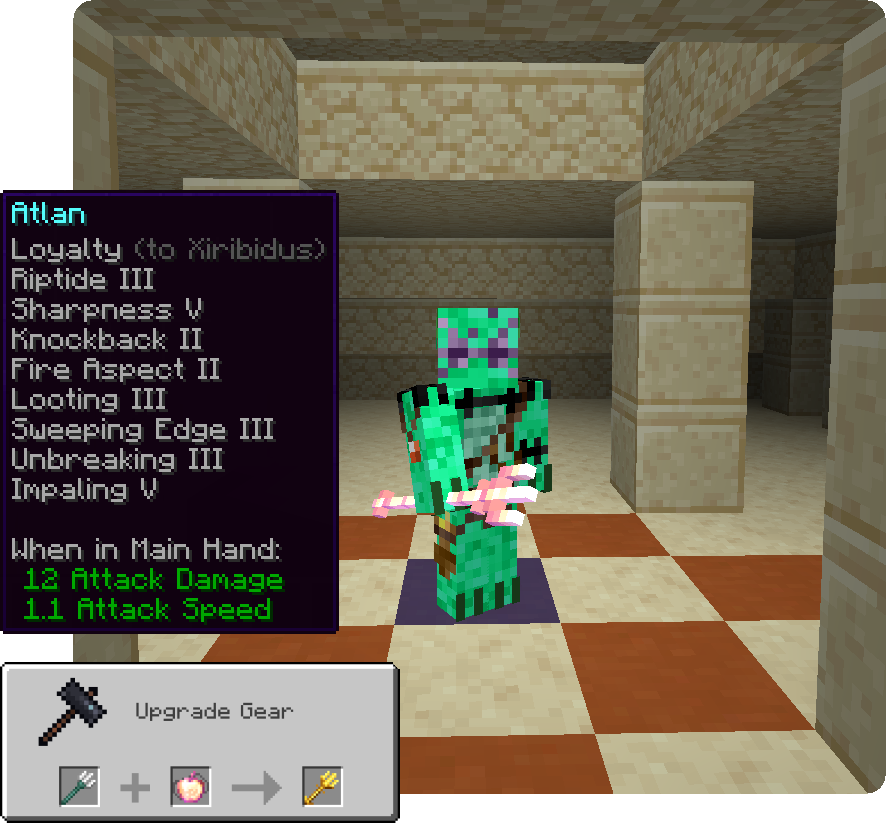 Atlan
Loyalty (to Xiribidus)
Riptide III
Sharpness V
Knockback II
Fire Aspect II
Looting III
Sweeping Edge III
Unbreaking III
Impaling V
When in Main Hand:
12 Attack Damage
1.1 Attack Speed
Upgrade Gear